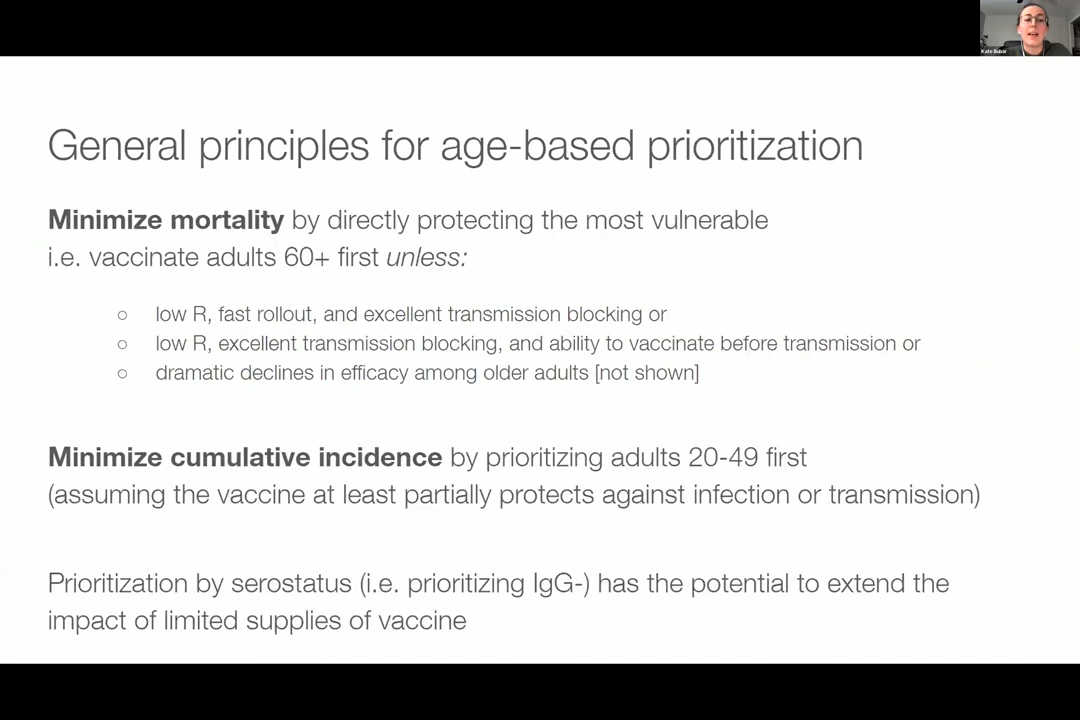 Kate Bubar
General principles for age-based prioritization
Minimize mortality by directly protecting the most vulnerable
i.e. vaccinate adults 60+ first unless:
○ low R, fast rollout, and excellent transmission blocking or
○ low R, excellent transmission blocking, and ability to vaccinate before transmission or
○ dramatic declines in efficacy among older adults [not shown]
Minimize cumulative incidence by prioritizing adults 20-49 first
(assuming the vaccine at least partially protects against infection or transmission)
Prioritization by serostatus (i.e. prioritizing IgG-) has the potential to extend the
impact of limited supplies of vaccine